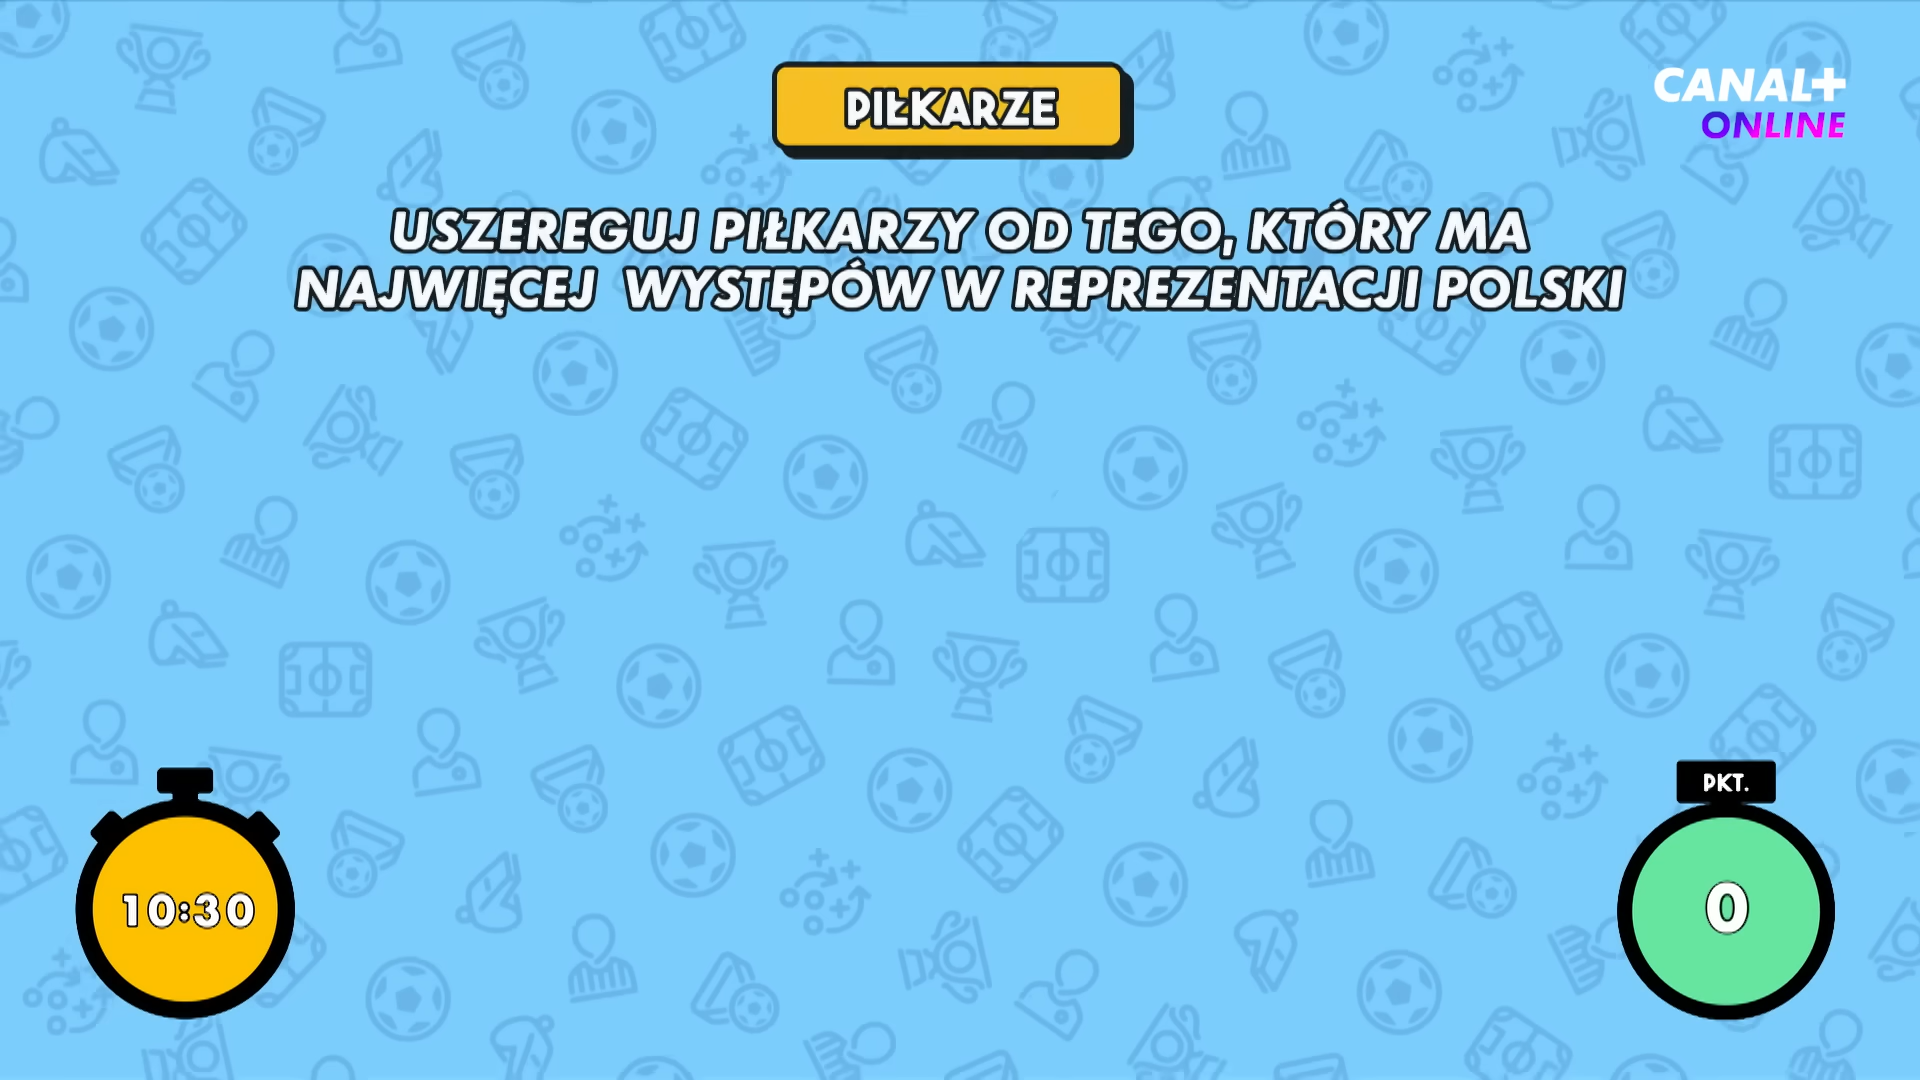 PIŁKARZE
CANAL+
ONLINE
USZEREGUJ PIŁKARZY OD TEGO, KTÓRY MA
NAJWIĘCEJ WYSTĘPÓW W REPREZENTACJI POLSKI
PKT.
10:30
0